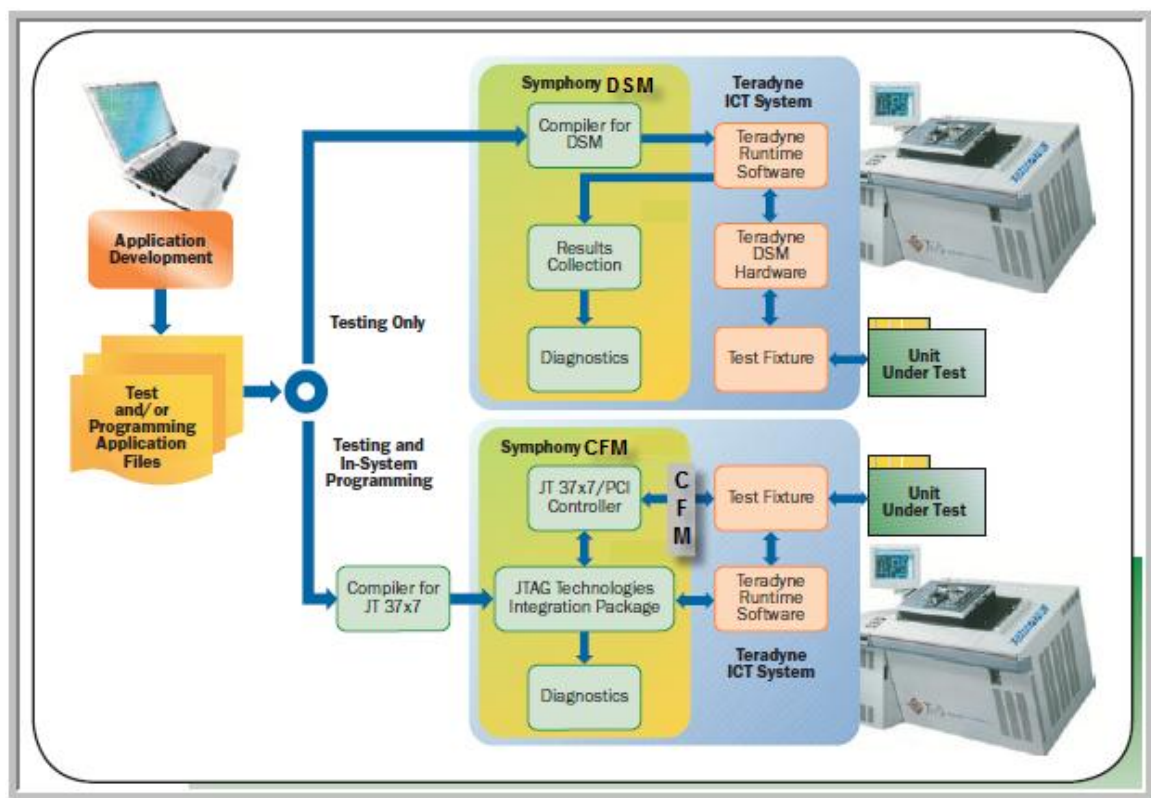 Symphony DSM
Teradyne
ICT System
Compiler for
DSM
Teradyne
Runtime
Software
Application
Development
Results
Collection
Teradyne
DSM
Hardware
Testing Only
Diagnostics
Test Fixture
Unit
Under Test
Test
and/or
Programming
Application
Files
Testing and
In-System
Programming
Symphony CFM
JT 37x7/PCI
Controller
C
F
M
Test Fixture
Unit
Under Test
Compiler for
JT 37x7
JTAG Technologies
Integration Package
Teradyne
Runtime
Software
Teradyne
ICT System
Diagnostics